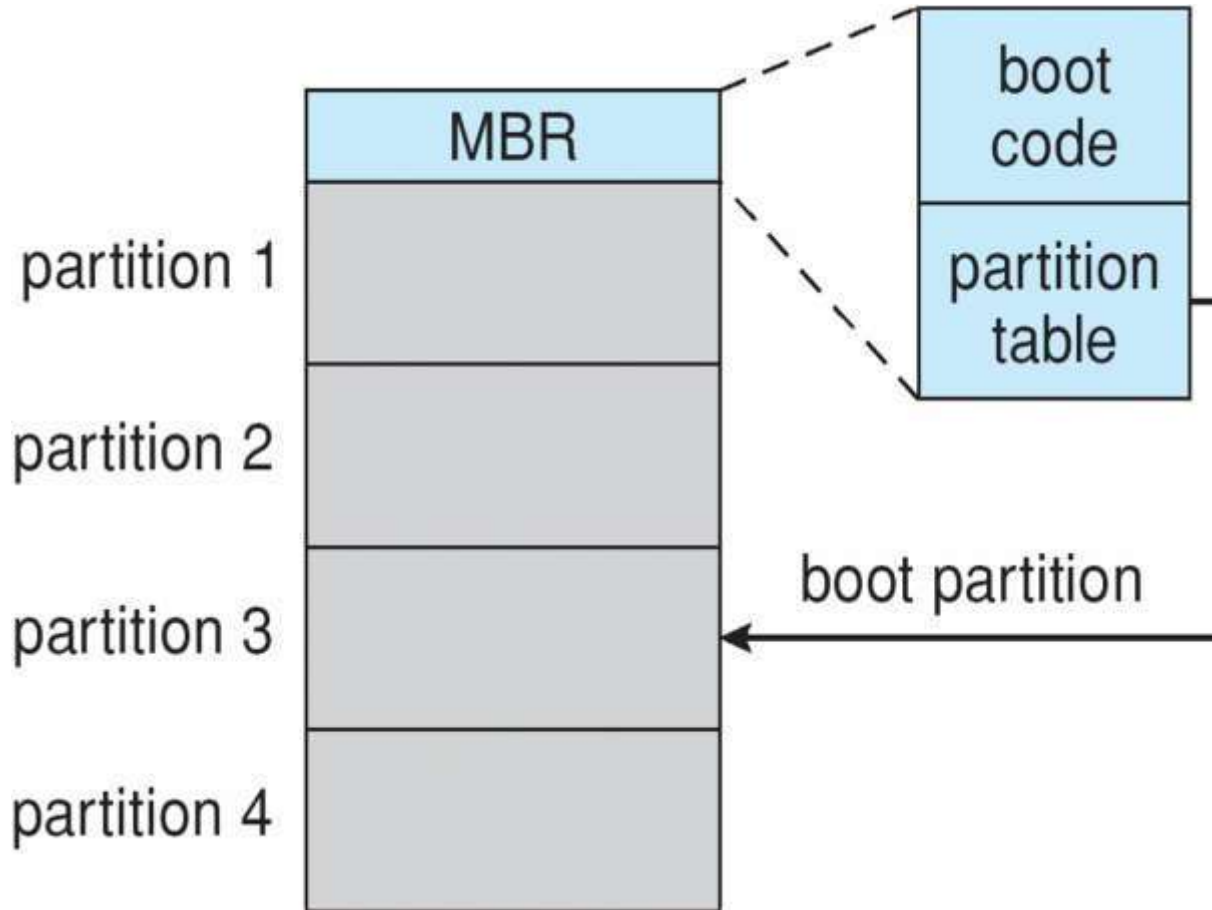 MBR
boot
code
partition
table
partition 1
partition 2
boot partition
partition 3
partition 4